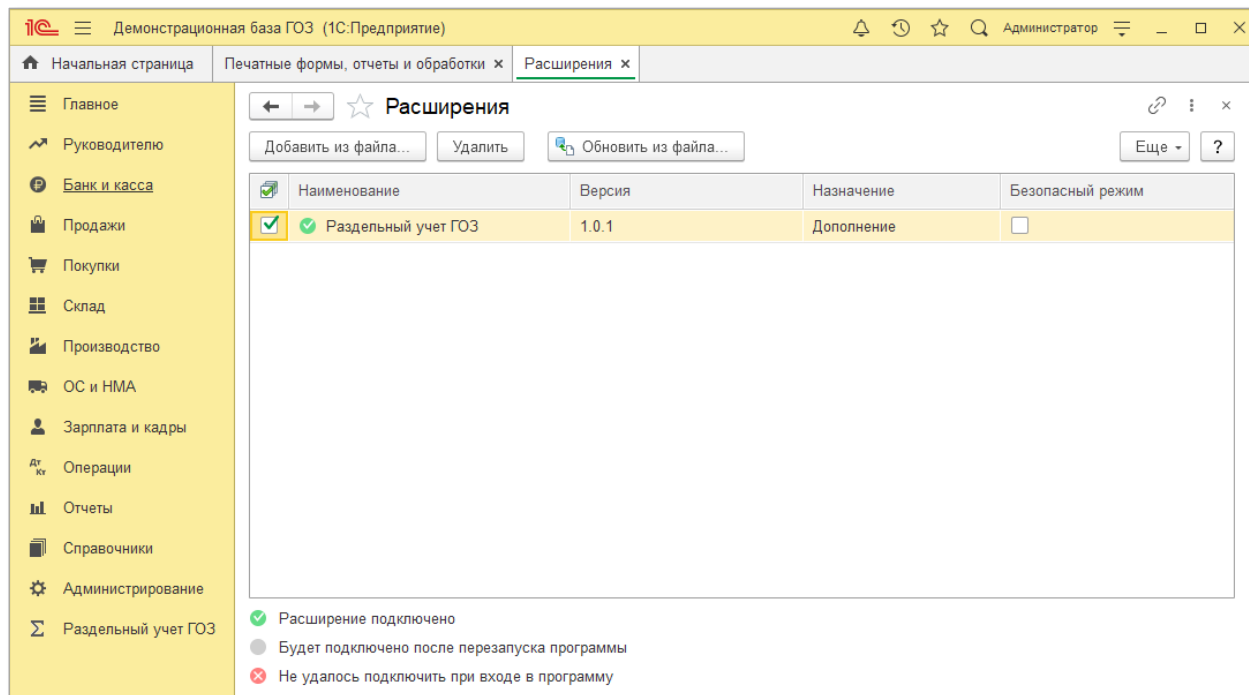 1С Демонстрационная база ГОЗ (1С:Предприятие) Администратор
Начальная страница Печатные формы, отчеты и обработки × Расширения ×
Главное
Руководителю
Банк и касса
Продажи
Покупки
Склад
Производство
ОС и НМА
Зарплата и кадры
Дт Кт Операции
Отчеты
Справочники
Администрирование
Раздельный учет ГОЗ
Расширения
Добавить из файла... Удалить Обновить из файла... Еще ?
Наименование Версия Назначение Безопасный режим
Раздельный учет ГОЗ 1.0.1 Дополнение
Расширение подключено
Будет подключено после перезапуска программы
Не удалось подключить при входе в программу